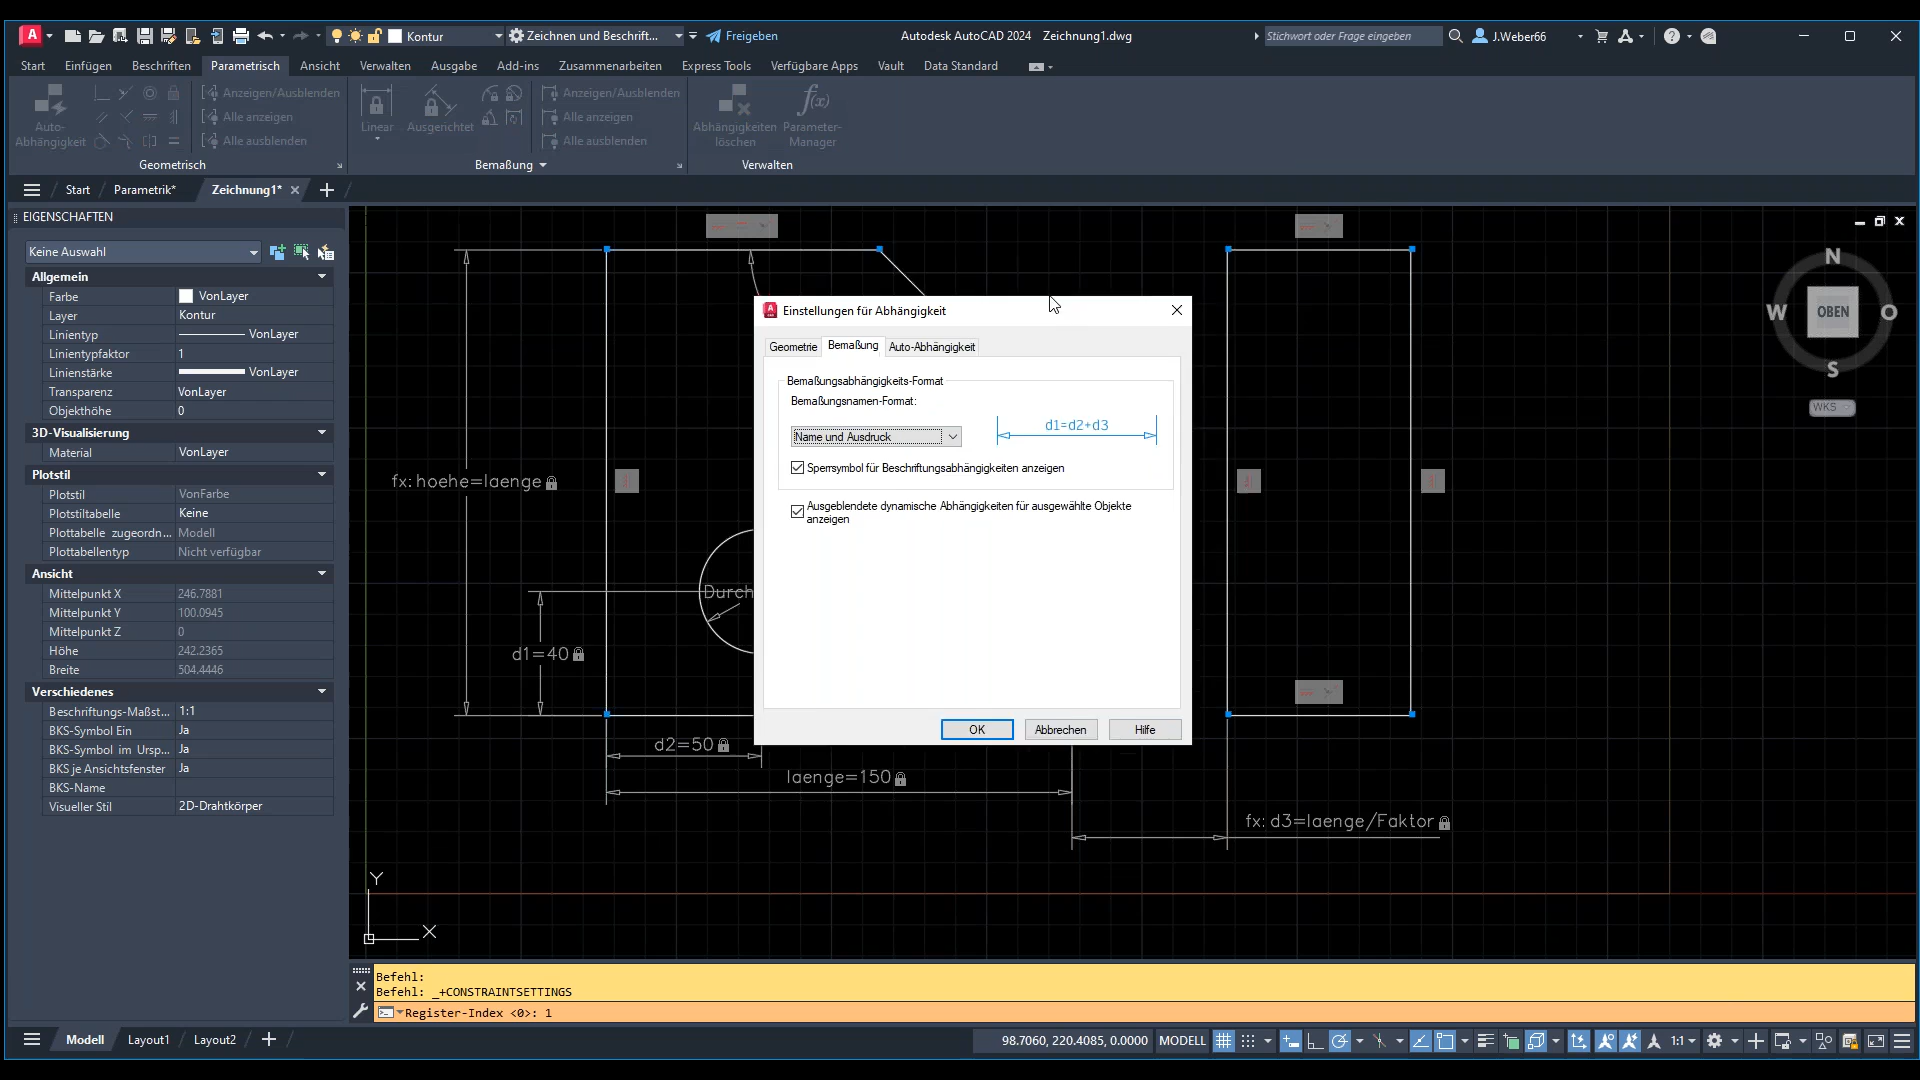 A Kontur Zeichnen und Beschrift... Freigeben Autodesk AutoCAD 2024 Zeichnung1.dwg Stichwort oder Frage eingeben J.Weber66
Start Einfügen Beschriften Parametrisch Ansicht Verwalten Ausgabe Add-ins Zusammenarbeiten Express Tools Verfügbare Apps Vault Data Standard
Auto-
Abhängigkeit
Anzeigen/Ausblenden
Alle anzeigen
Alle ausblenden
Geometrisch
Linear
Ausgerichtet
Anzeigen/Ausblenden
Alle anzeigen
Alle ausblenden
Bemaßung
Abhängigkeiten
löschen
f(x)
Parameter-
Manager
Verwalten
Start Parametrik* Zeichnung1*
EIGENSCHAFTEN
Keine Auswahl
Allgemein
Farbe VonLayer
Layer Kontur
Linientyp VonLayer
Linientypfaktor 1
Linienstärke VonLayer
Transparenz VonLayer
Objekthöhe 0
3D-Visualisierung
Material VonLayer
Plotstil
Plotstil VonFarbe
Plotstiltabelle Keine
Plottabelle zugeordn... Modell
Plottabellentyp Nicht verfügbar
Ansicht
Mittelpunkt X 246.7881
Mittelpunkt Y 100.0945
Mittelpunkt Z 0
Höhe 242.2365
Breite 504.4446
Verschiedenes
Beschriftungs-Maßst... 1:1
BKS-Symbol Ein Ja
BKS-Symbol im Ursp... Ja
BKS je Ansichtsfenster Ja
BKS-Name
Visueller Stil 2D-Drahtkörper
fx: hoehe=laenge
Durch
d1=40
d2=50
laenge=150
fx: d3=laenge/Faktor
Y
X
N
W OBEN O
S
WKS
Einstellungen für Abhängigkeit
Geometrie Bemaßung Auto-Abhängigkeit
Bemaßungsabhängigkeits-Format
Bemaßungsnamen-Format:
Name und Ausdruck
d1=d2+d3
Sperrsymbol für Beschriftungsabhängigkeiten anzeigen
Ausgeblendete dynamische Abhängigkeiten für ausgewählte Objekte
anzeigen
OK Abbrechen Hilfe
Befehl:
Befehl: _+CONSTRAINTSETTINGS
Register-Index <0>: 1
Modell Layout1 Layout2
98.7060, 220.4085, 0.0000 MODELL 1:1